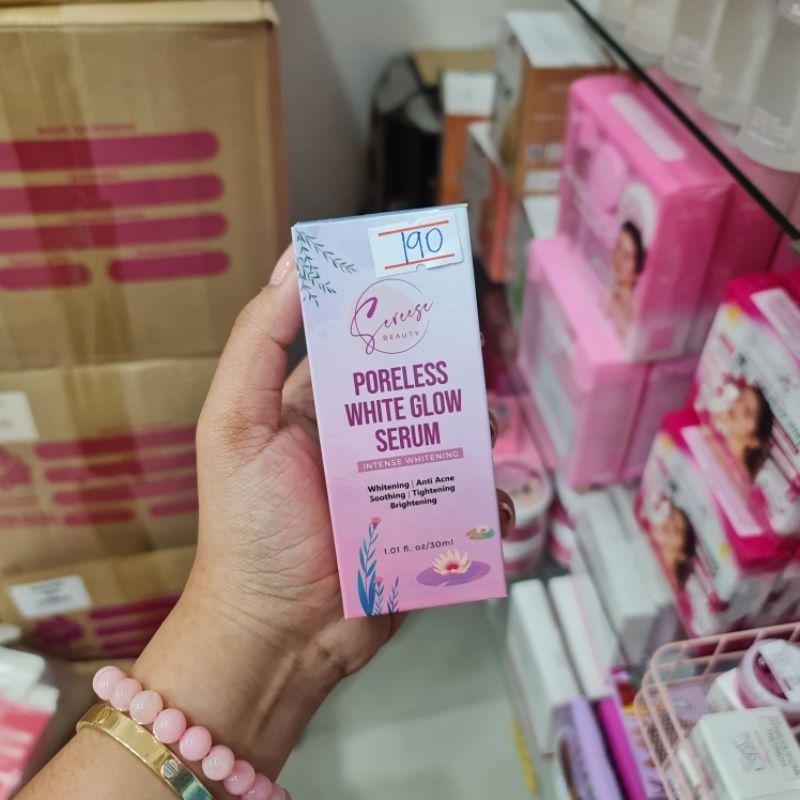 190
Sereese
BEAUTY
PORELESS
WHITE GLOW
SERUM
INTENSE WHITENING
Whitening | Anti Acne
Soothing | Tightening
Brightening
1.01 fl. oz/30ml